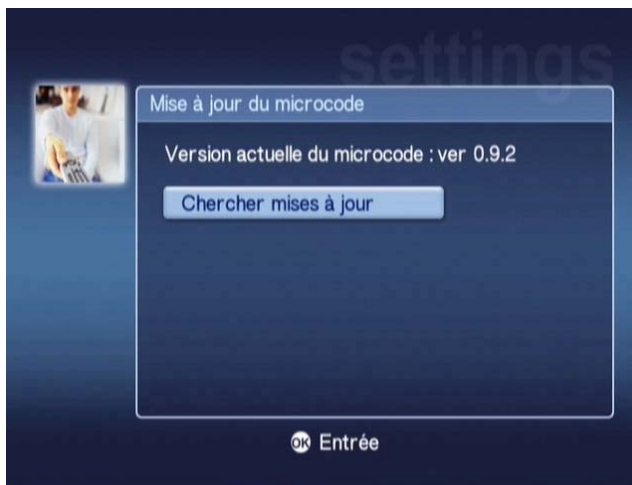 settings
Mise à jour du microcode
Version actuelle du microcode : ver 0.9.2
Chercher mises à jour
OK Entrée